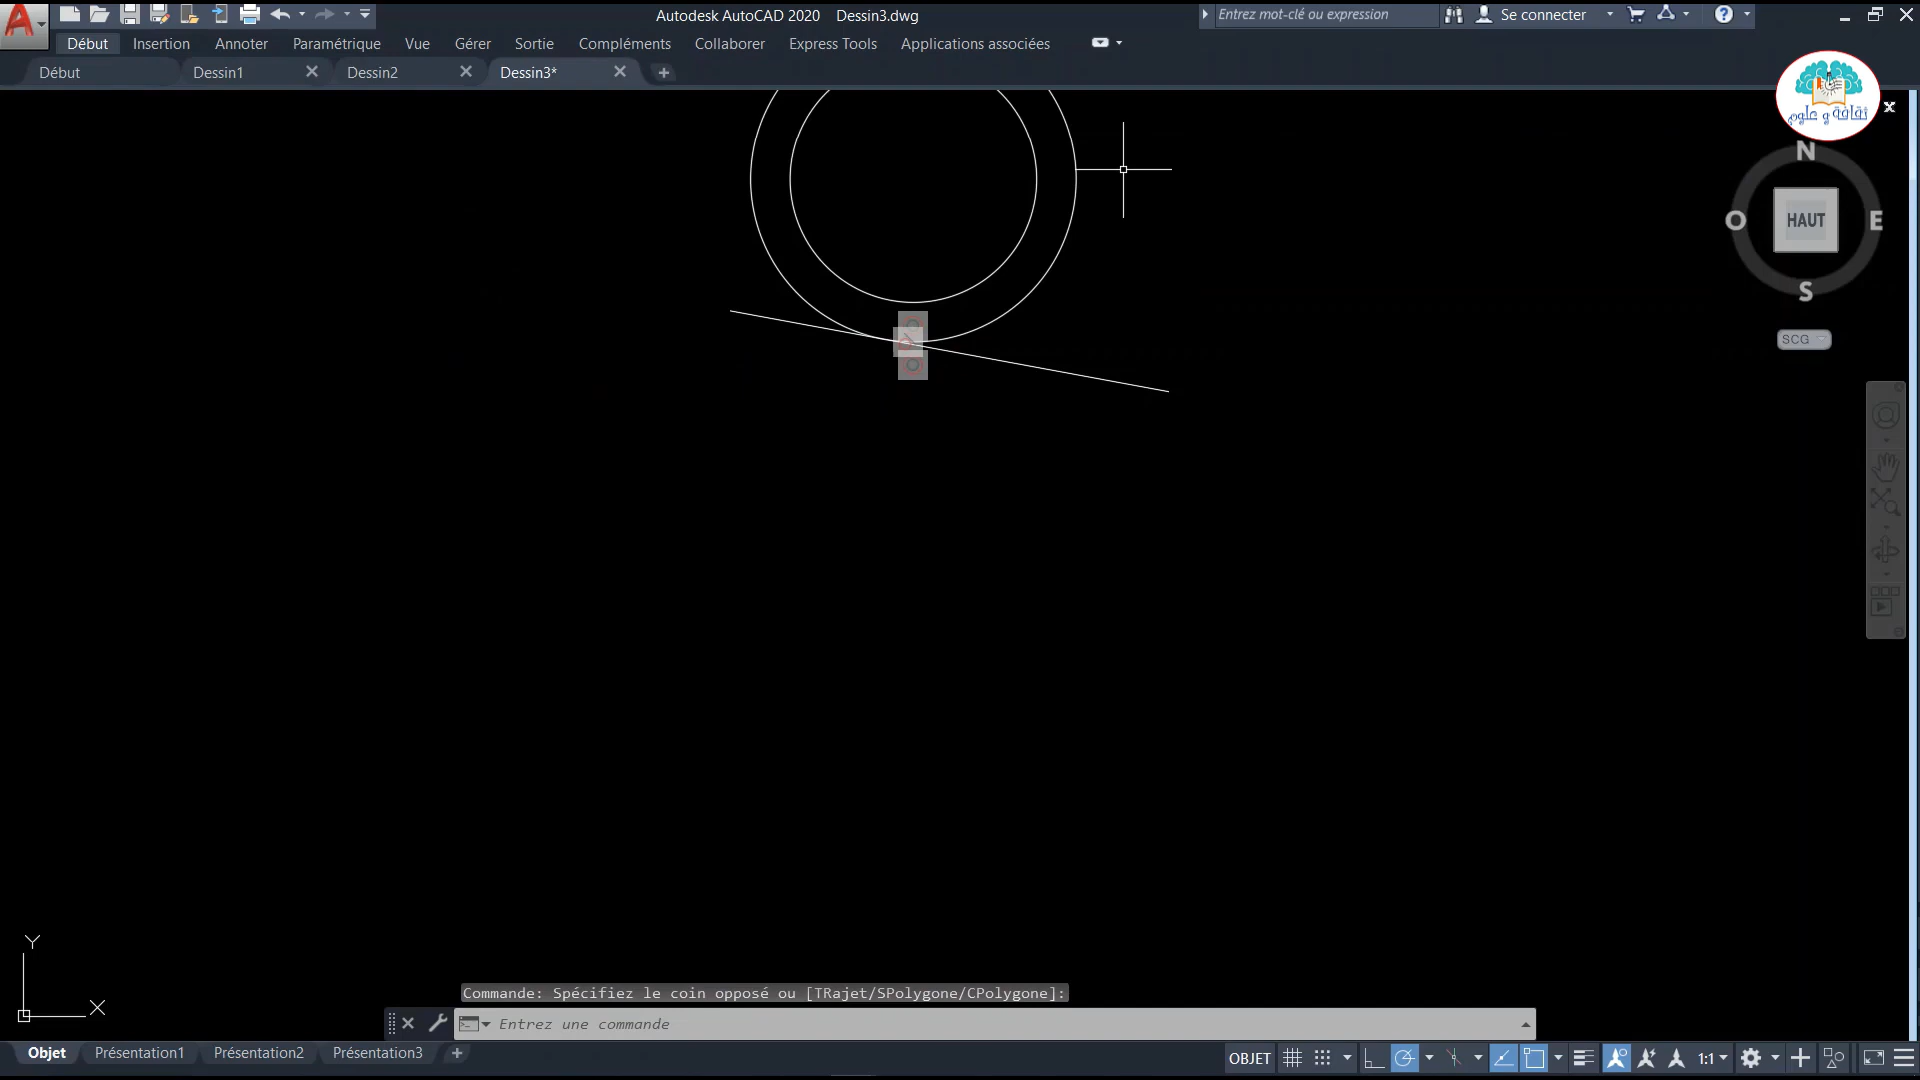 Autodesk AutoCAD 2020 Dessin3.dwg
Entrez mot-clé ou expression
Se connecter
Début Insertion Annoter Paramétrique Vue Gérer Sortie Compléments Collaborer Express Tools Applications associées
Début Dessin1 Dessin2 Dessin3*
ثقافة و علوم
N
O HAUT E
S
SCG
Y
X
Commande: Spécifiez le coin opposé ou [TRajet/SPolygone/CPolygone]:
Entrez une commande
Objet Présentation1 Présentation2 Présentation3
OBJET 1:1